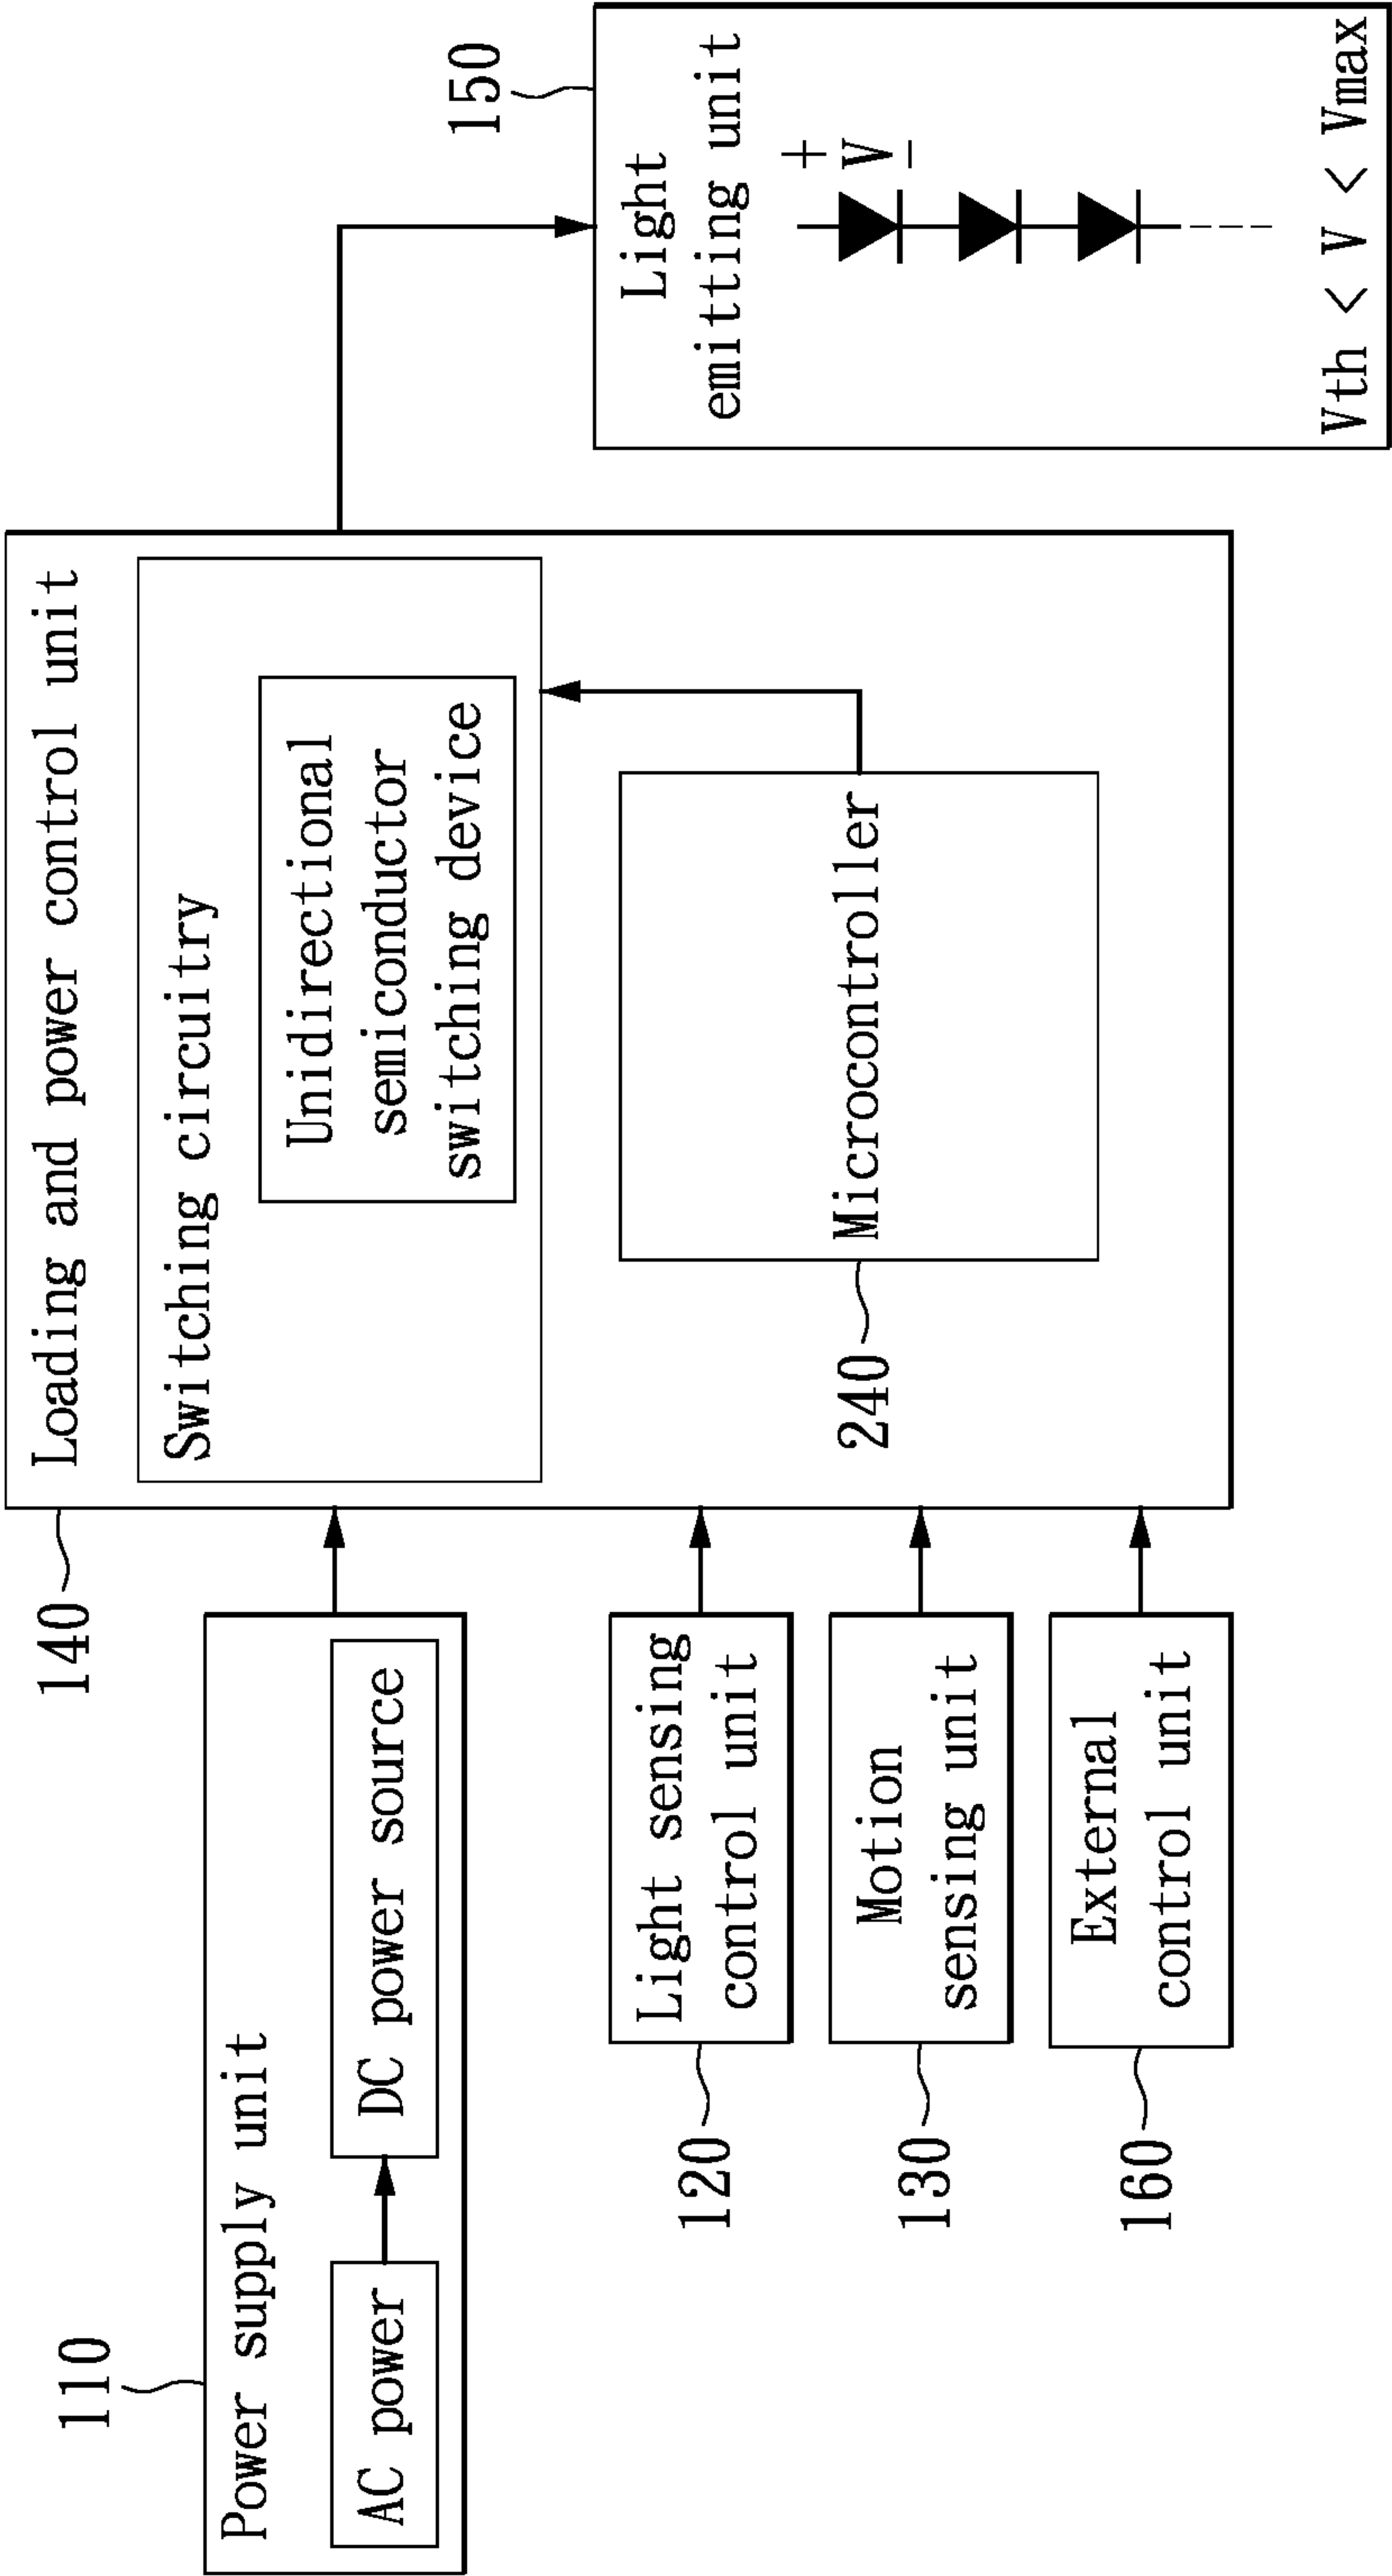 110
Power supply unit
AC power
DC power source
120
Light sensing
control unit
130
Motion
sensing unit
160
External
control unit
140
Loading and power control unit
Switching circuitry
Unidirectional
semiconductor
switching device
240
Microcontroller
150
Light
emitting unit
+
V
−
Vth < V < Vmax